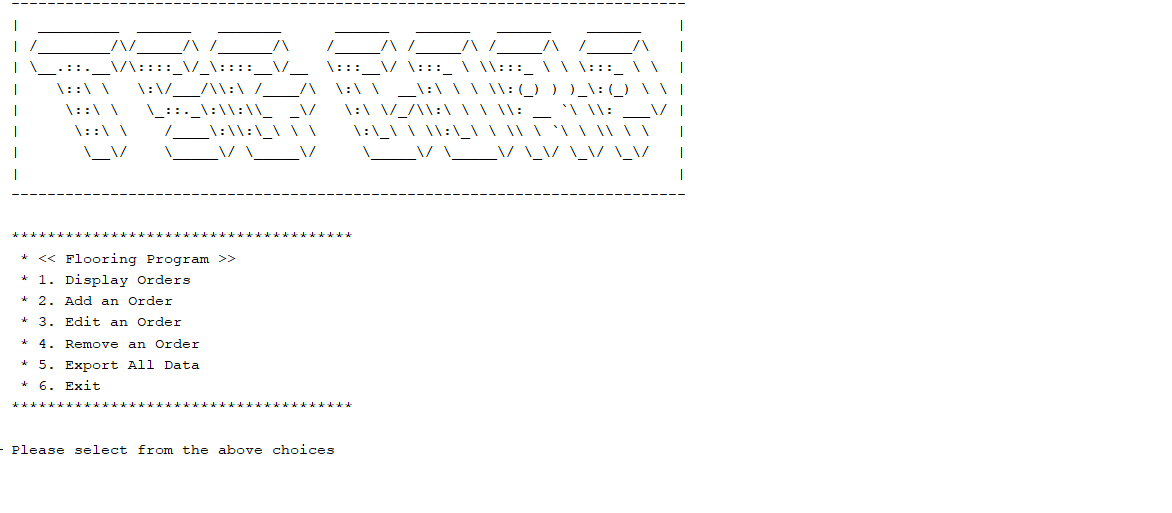 * << Flooring Program >>
* 1. Display Orders
* 2. Add an Order
* 3. Edit an Order
* 4. Remove an Order
* 5. Export All Data
* 6. Exit
Please select from the above choices